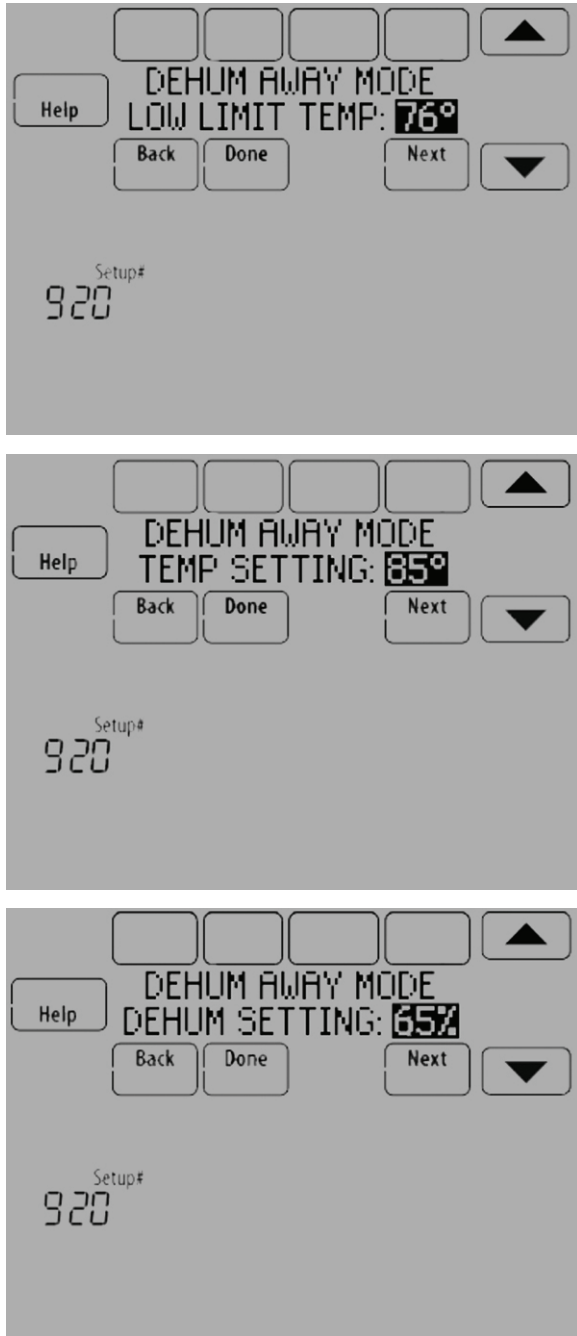 DEHUM AWAY MODE
Help
LOW LIMIT TEMP: 76°
Back Done Next
Setup#
920
DEHUM AWAY MODE
Help
TEMP SETTING: 85°
Back Done Next
Setup#
920
DEHUM AWAY MODE
Help
DEHUM SETTING: 65%
Back Done Next
Setup#
920